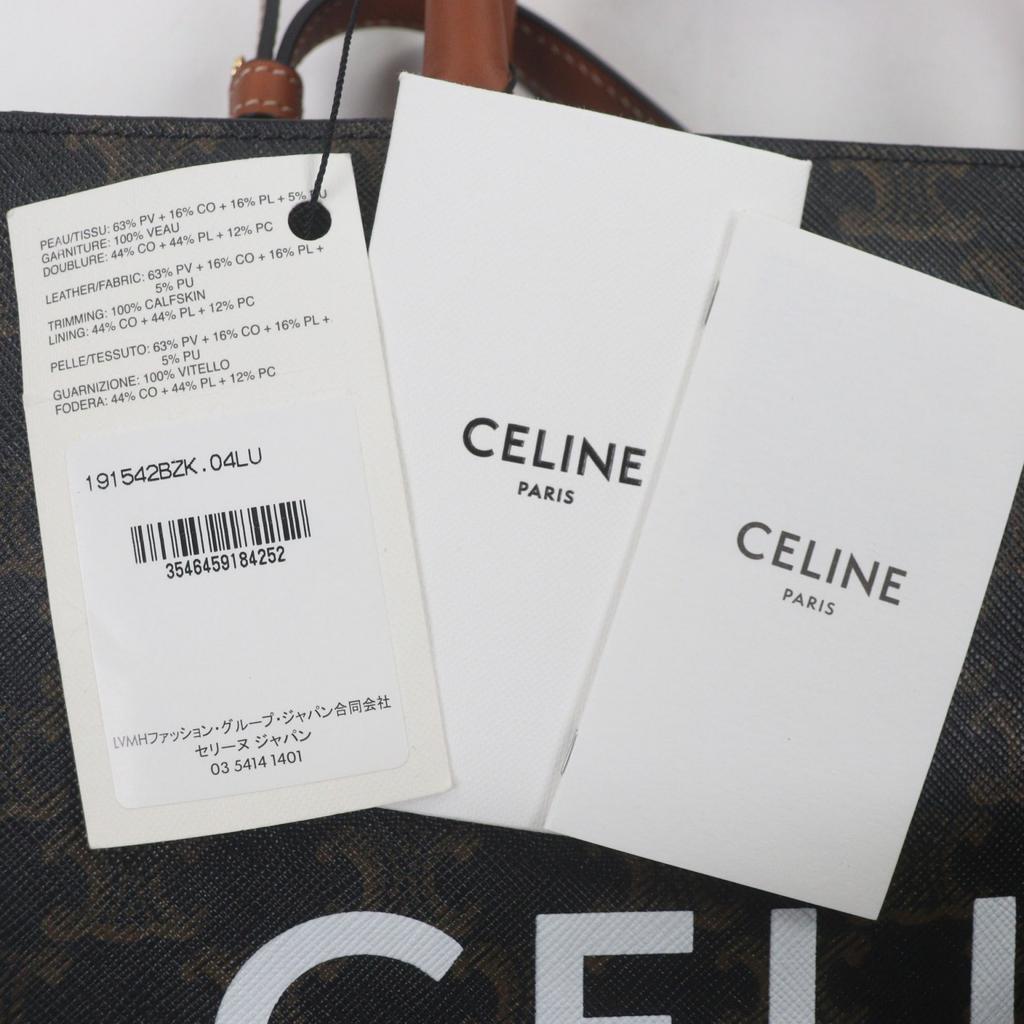 PEAU/TISSU: 63% PV + 16% CO + 16% PL + 5% PU
GARNITURE: 100% VEAU
DOUBLURE: 44% CO + 44% PL + 12% PC
LEATHER/FABRIC: 63% PV + 16% CO + 16% PL +
5% PU
TRIMMING: 100% CALFSKIN
LINING: 44% CO + 44% PL + 12% PC
PELLE/TESSUTO: 63% PV + 16% CO + 16% PL +
5% PU
GUARNIZIONE: 100% VITELLO
FODERA: 44% CO + 44% PL + 12% PC
191542BZK.04LU
3546459184252
LVMHファッション・グループ・ジャパン合同会社
セリーヌ ジャパン
03 5414 1401
CELINE
PARIS
CELINE
PARIS
CELI